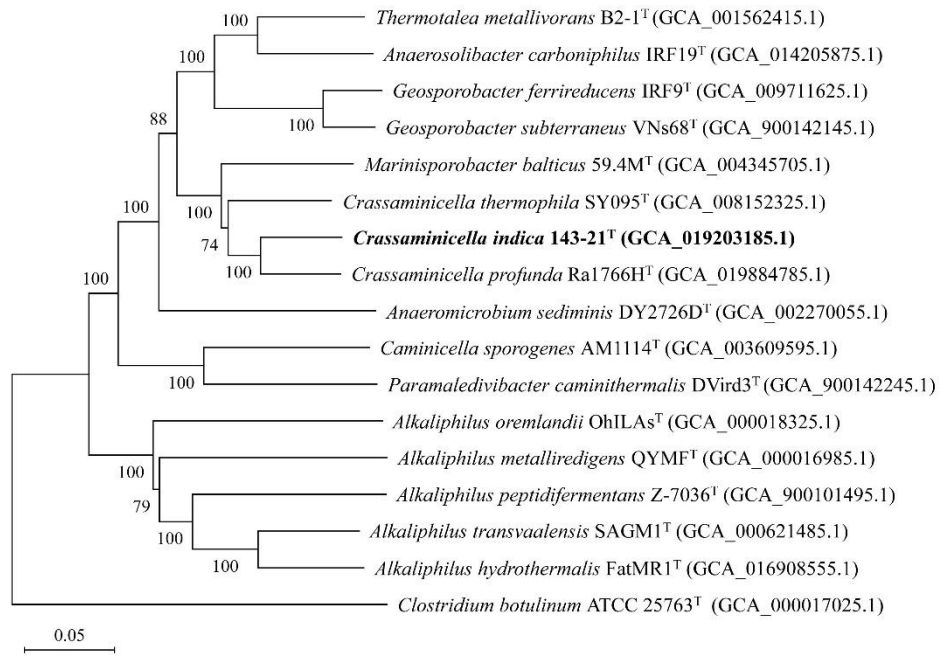 Thermotalea metallivorans B2-1ᵀ (GCA_001562415.1)
100
100
Anaerosolibacter carboniphilus IRF19ᵀ (GCA_014205875.1)
100
Geosporobacter ferrireducens IRF9ᵀ (GCA_009711625.1)
88
100
Geosporobacter subterraneus VNs68ᵀ (GCA_900142145.1)
Marinisporobacter balticus 59.4Mᵀ (GCA_004345705.1)
100
100
Crassaminicella thermophila SY095ᵀ (GCA_008152325.1)
74
Crassaminicella indica 143-21ᵀ (GCA_019203185.1)
100
100
Crassaminicella profunda Ra1766Hᵀ (GCA_019884785.1)
Anaeromicrobium sediminis DY2726Dᵀ (GCA_002270055.1)
Caminicella sporogenes AM1114ᵀ (GCA_003609595.1)
100
Paramaledivibacter caminithermalis DVird3ᵀ(GCA_900142245.1)
Alkaliphilus oremlandii OhILAsᵀ (GCA_000018325.1)
100
Alkaliphilus metalliredigens QYMFᵀ (GCA_000016985.1)
79
Alkaliphilus peptidifermentans Z-7036ᵀ (GCA_900101495.1)
100
Alkaliphilus transvaalensis SAGM1ᵀ (GCA_000621485.1)
100
Alkaliphilus hydrothermalis FatMR1ᵀ (GCA_016908555.1)
Clostridium botulinum ATCC 25763ᵀ (GCA_000017025.1)
0.05